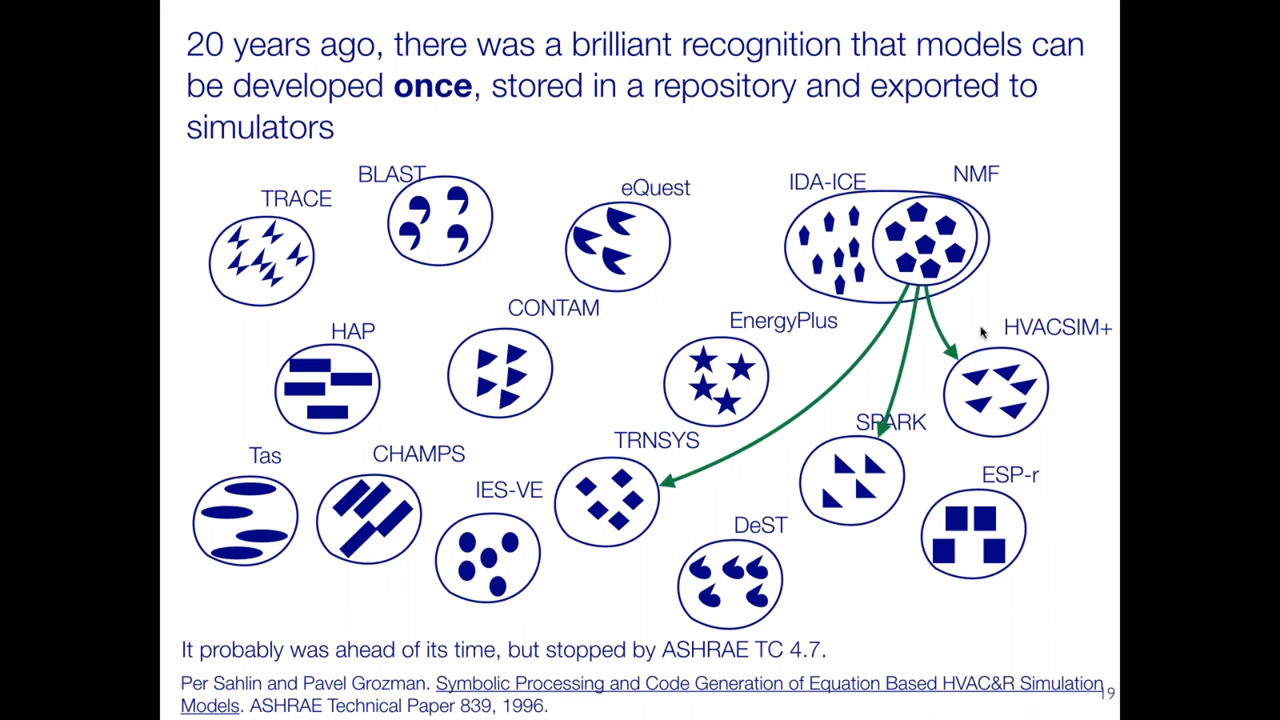 20 years ago, there was a brilliant recognition that models can
be developed once, stored in a repository and exported to
simulators
BLAST
TRACE
eQuest
IDA-ICE
NMF
CONTAM
HAP
EnergyPlus
HVACSIM+
Tas
CHAMPS
TRNSYS
SPARK
IES-VE
ESP-r
DeST
It probably was ahead of its time, but stopped by ASHRAE TC 4.7.
Per Sahlin and Pavel Grozman. Symbolic Processing and Code Generation of Equation Based HVAC&R Simulation
Models. ASHRAE Technical Paper 839, 1996.
19